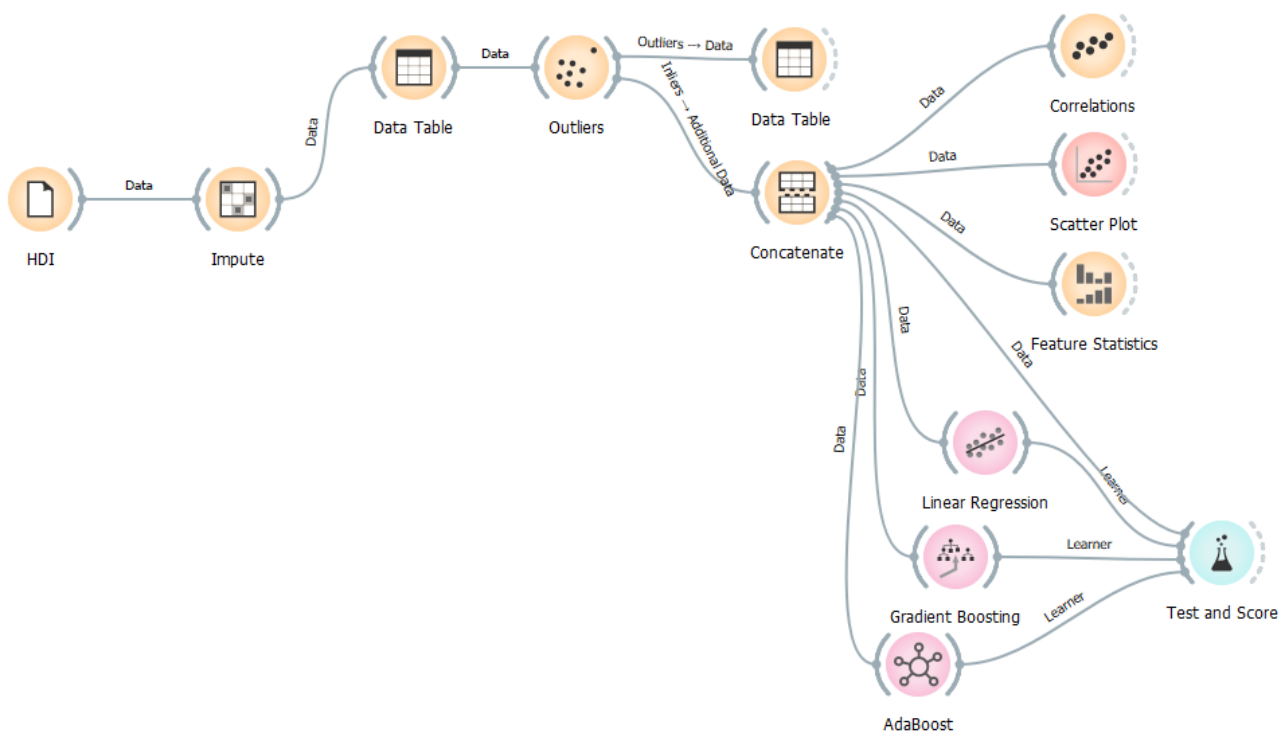 HDI
Data
Impute
Data
Data Table
Data
Outliers
Outliers → Data
Inliers → Additional Data
Data Table
Concatenate
Data
Correlations
Data
Scatter Plot
Data
Feature Statistics
Data
Data
Data
Data
Linear Regression
Learner
Gradient Boosting
Learner
AdaBoost
Learner
Test and Score